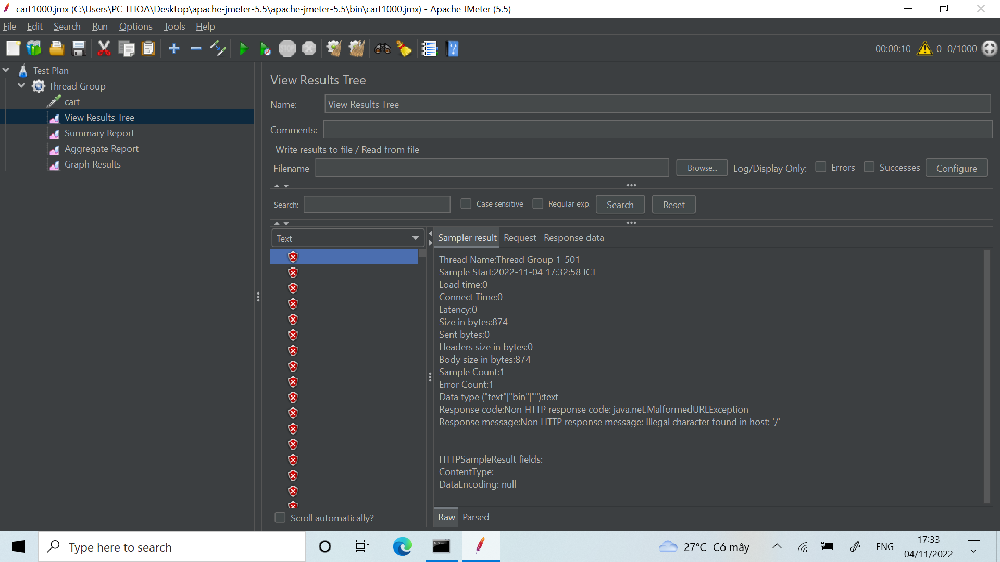 cart1000.jmx (C:\Users\PC THOA\Desktop\apache-jmeter-5.5\apache-jmeter-5.5\bin\cart1000.jmx) - Apache JMeter (5.5)
File Edit Search Run Options Tools Help
STOP
00:00:10 0 0/1000
Test Plan
Thread Group
cart
View Results Tree
Summary Report
Aggregate Report
Graph Results
View Results Tree
Name: View Results Tree
Comments:
Write results to file / Read from file
Filename Browse... Log/Display Only: Errors Successes Configure
Search: Case sensitive Regular exp. Search Reset
Text
Sampler result Request Response data
Thread Name:Thread Group 1-501
Sample Start:2022-11-04 17:32:58 ICT
Load time:0
Connect Time:0
Latency:0
Size in bytes:874
Sent bytes:0
Headers size in bytes:0
Body size in bytes:874
Sample Count:1
Error Count:1
Data type ("text"|"bin"|""):text
Response code:Non HTTP response code: java.net.MalformedURLException
Response message:Non HTTP response message: Illegal character found in host: '/'
HTTPSampleResult fields:
ContentType:
DataEncoding: null
Scroll automatically?
Raw Parsed
Type here to search
27°C Có mây
ENG
17:33
04/11/2022